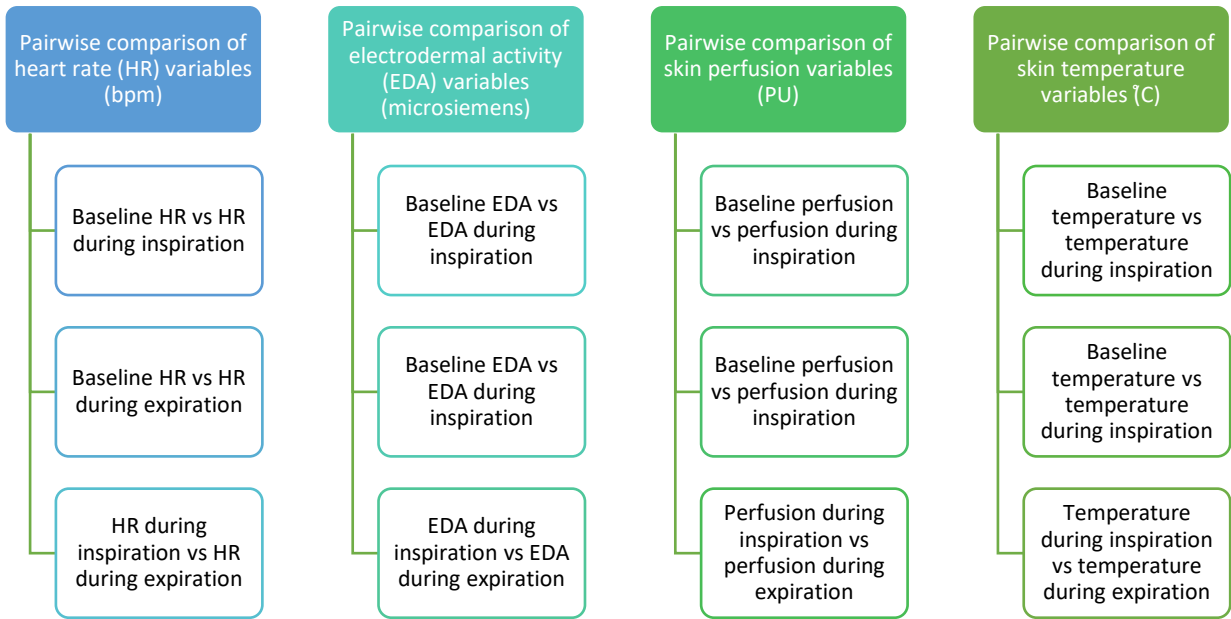 Pairwise comparison of
heart rate (HR) variables
(bpm)
Baseline HR vs HR
during inspiration
Baseline HR vs HR
during expiration
HR during
inspiration vs HR
during expiration
Pairwise comparison of
electrodermal activity
(EDA) variables
(microsiemens)
Baseline EDA vs
EDA during
inspiration
Baseline EDA vs
EDA during
inspiration
EDA during
inspiration vs EDA
during expiration
Pairwise comparison of
skin perfusion variables
(PU)
Baseline perfusion
vs perfusion during
inspiration
Baseline perfusion
vs perfusion during
inspiration
Perfusion during
inspiration vs
perfusion during
expiration
Pairwise comparison of
skin temperature
variables (̊C)
Baseline
temperature vs
temperature
during inspiration
Baseline
temperature vs
temperature
during inspiration
Temperature
during inspiration
vs temperature
during expiration